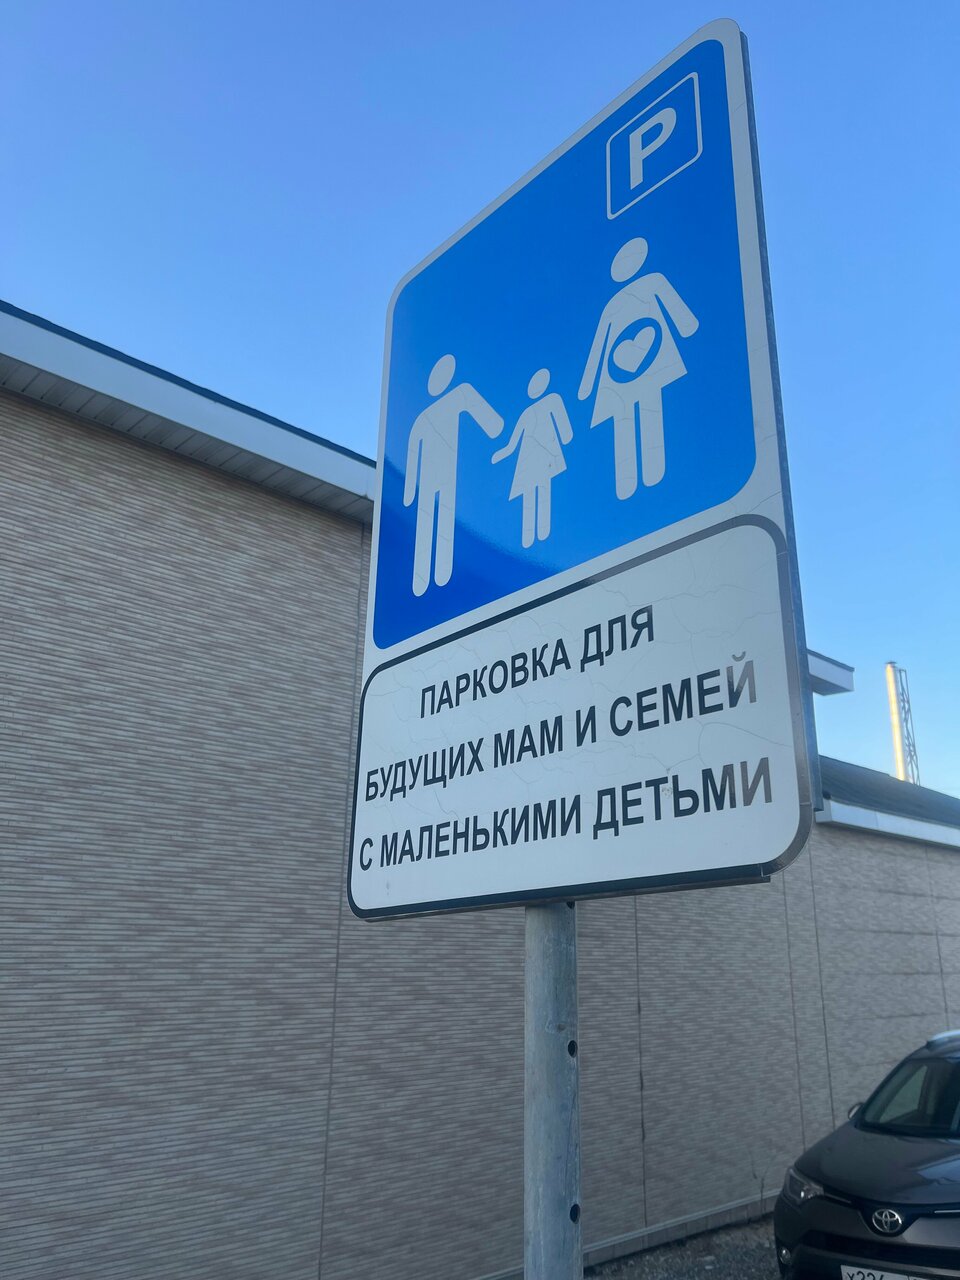 P
ПАРКОВКА ДЛЯ
БУДУЩИХ МАМ И СЕМЕЙ
С МАЛЕНЬКИМИ ДЕТЬМИ